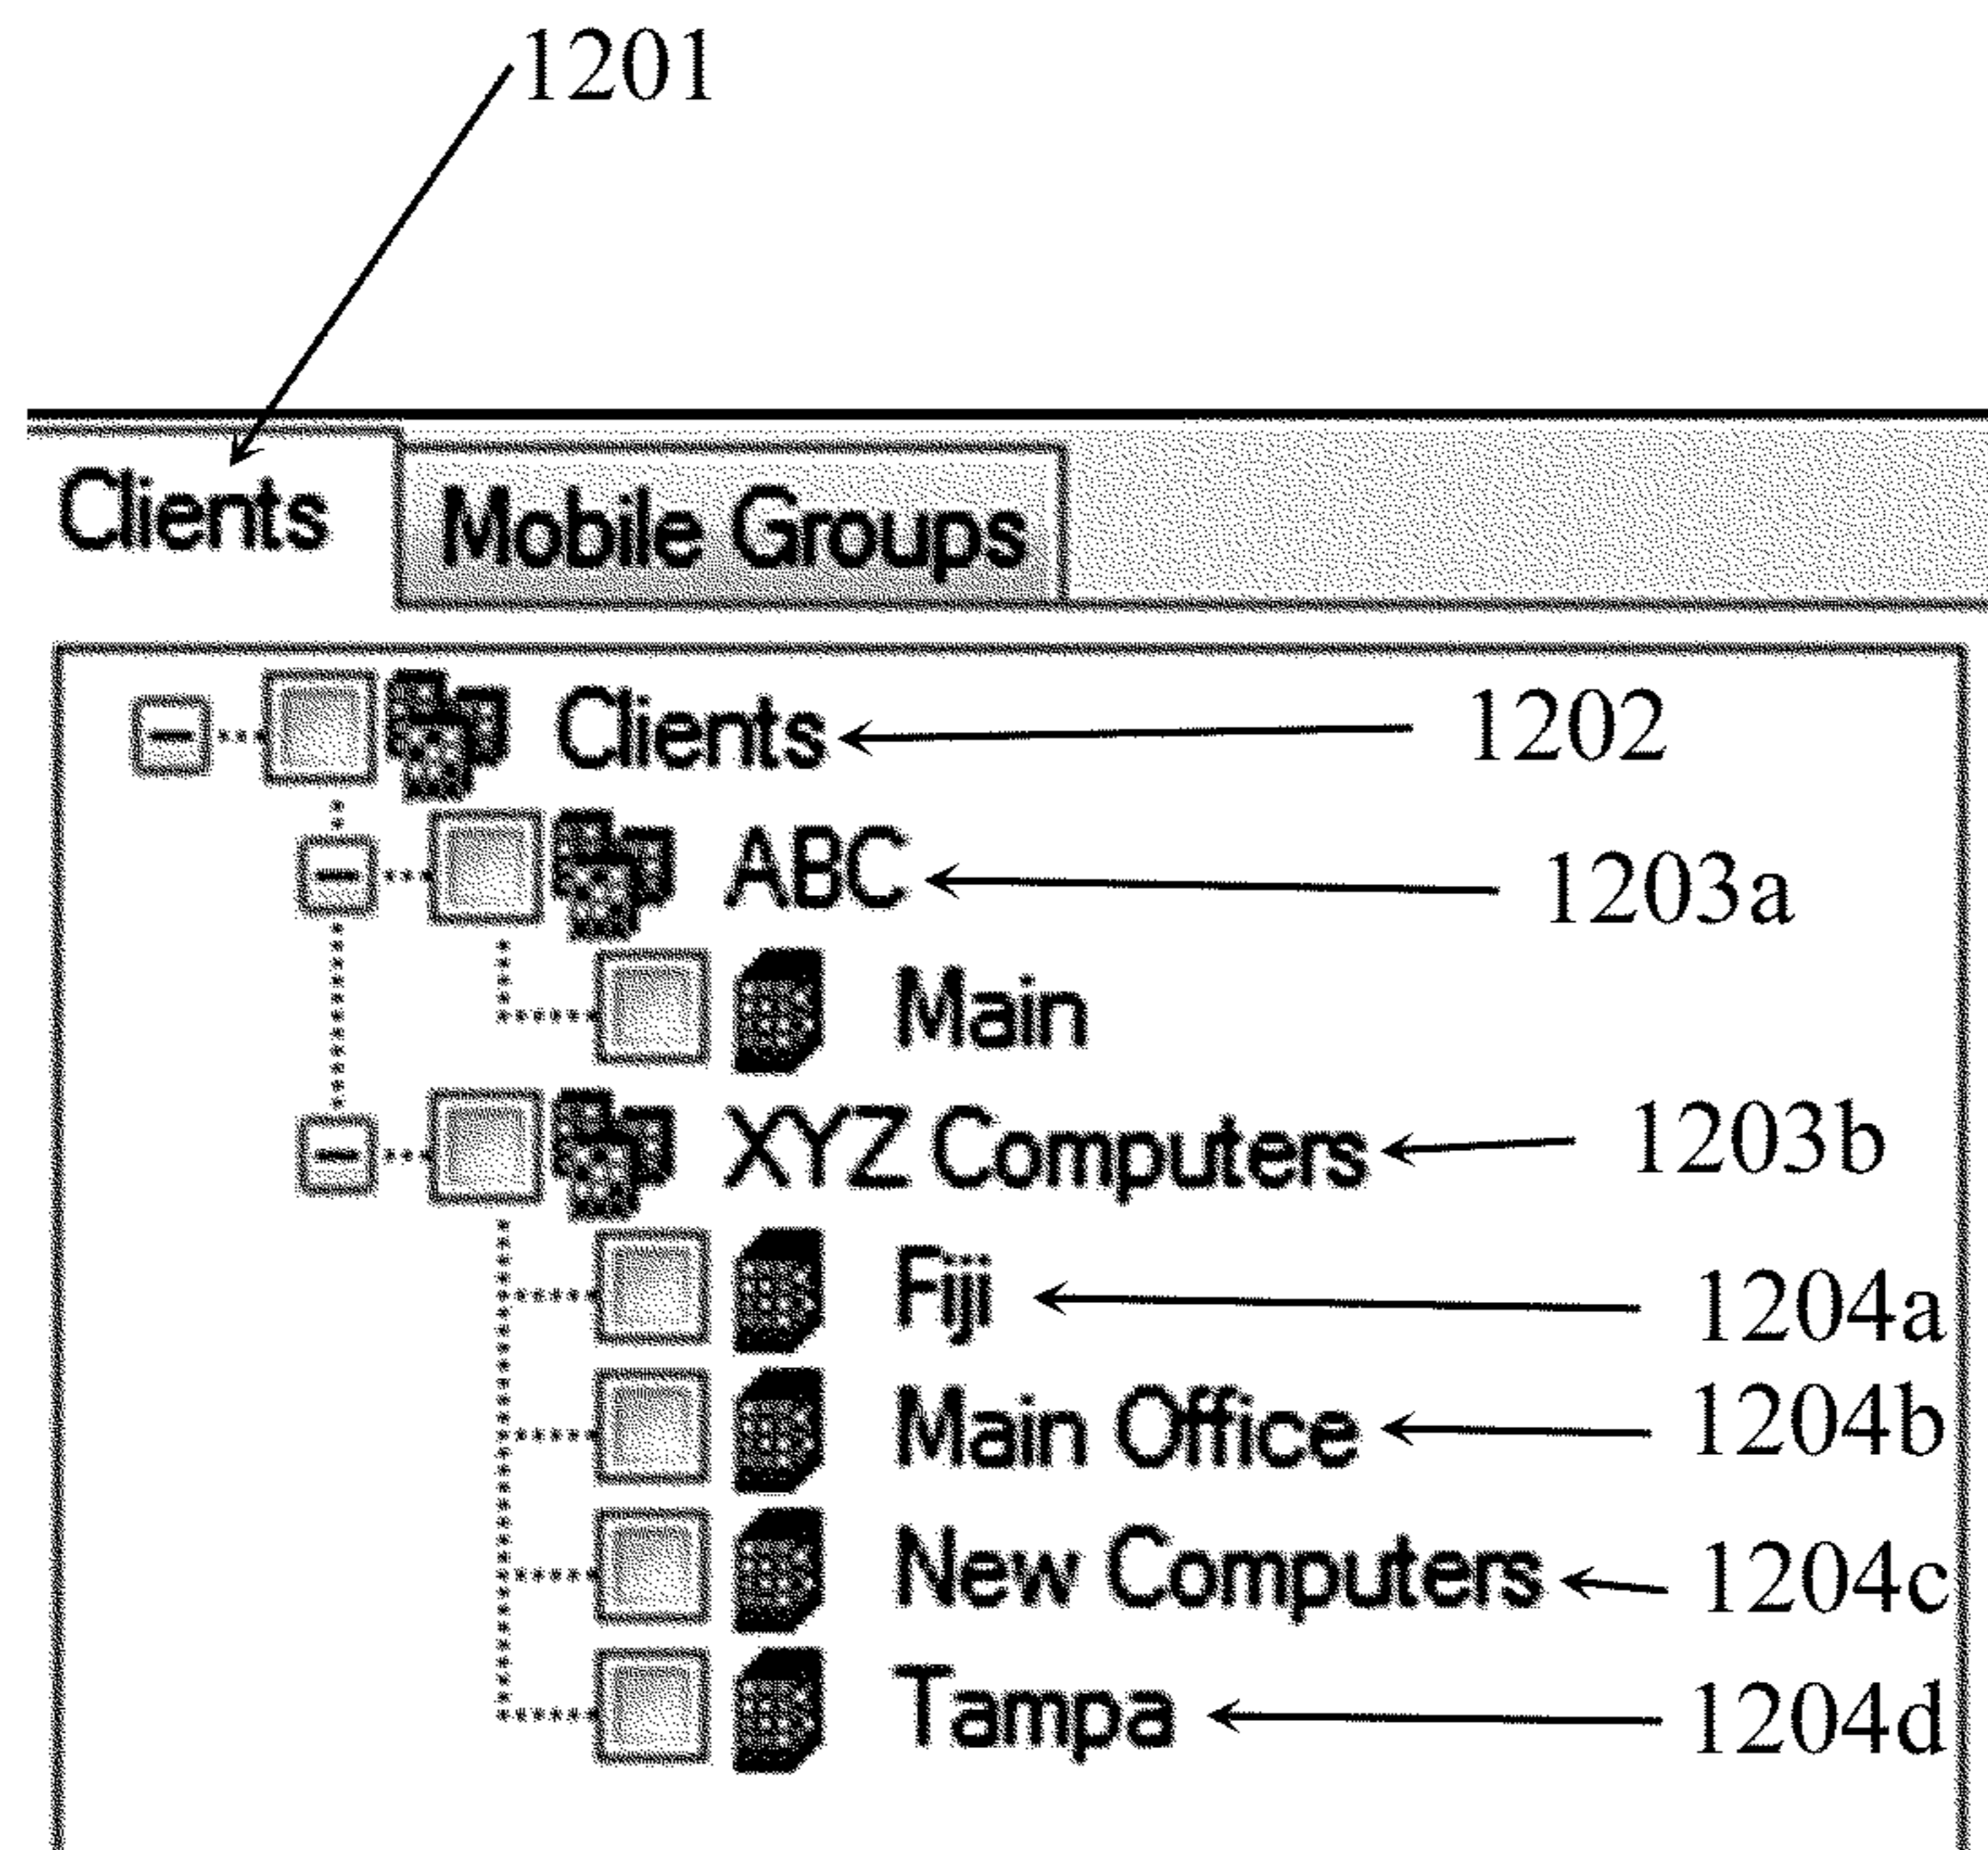 1201
Clients Mobile Groups
Clients 1202
ABC 1203a
Main
XYZ Computers 1203b
Fiji 1204a
Main Office 1204b
New Computers 1204c
Tampa 1204d